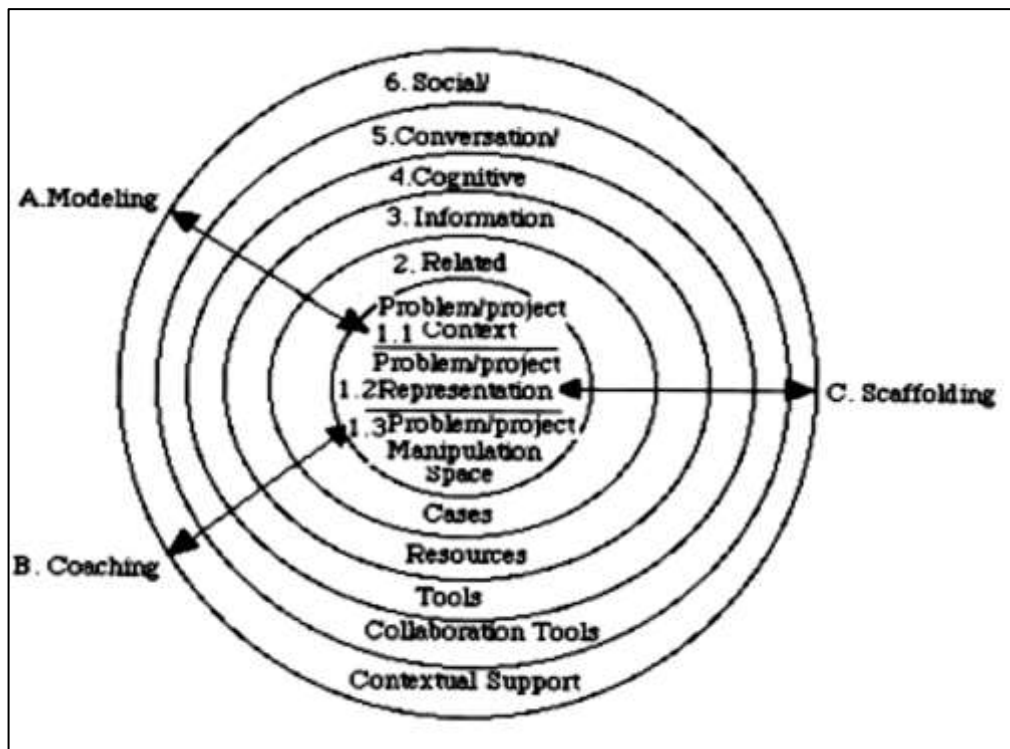 6. Social/
5.Conversation/
4.Cognitive
A.Modeling
3. Information
2. Related
Problem/project
1.1 Context
Problem/project
1.2Representation
C. Scaffolding
1.3Problem/project
Manipulation
Space
Cases
Resources
B. Coaching
Tools
Collaboration Tools
Contextual Support